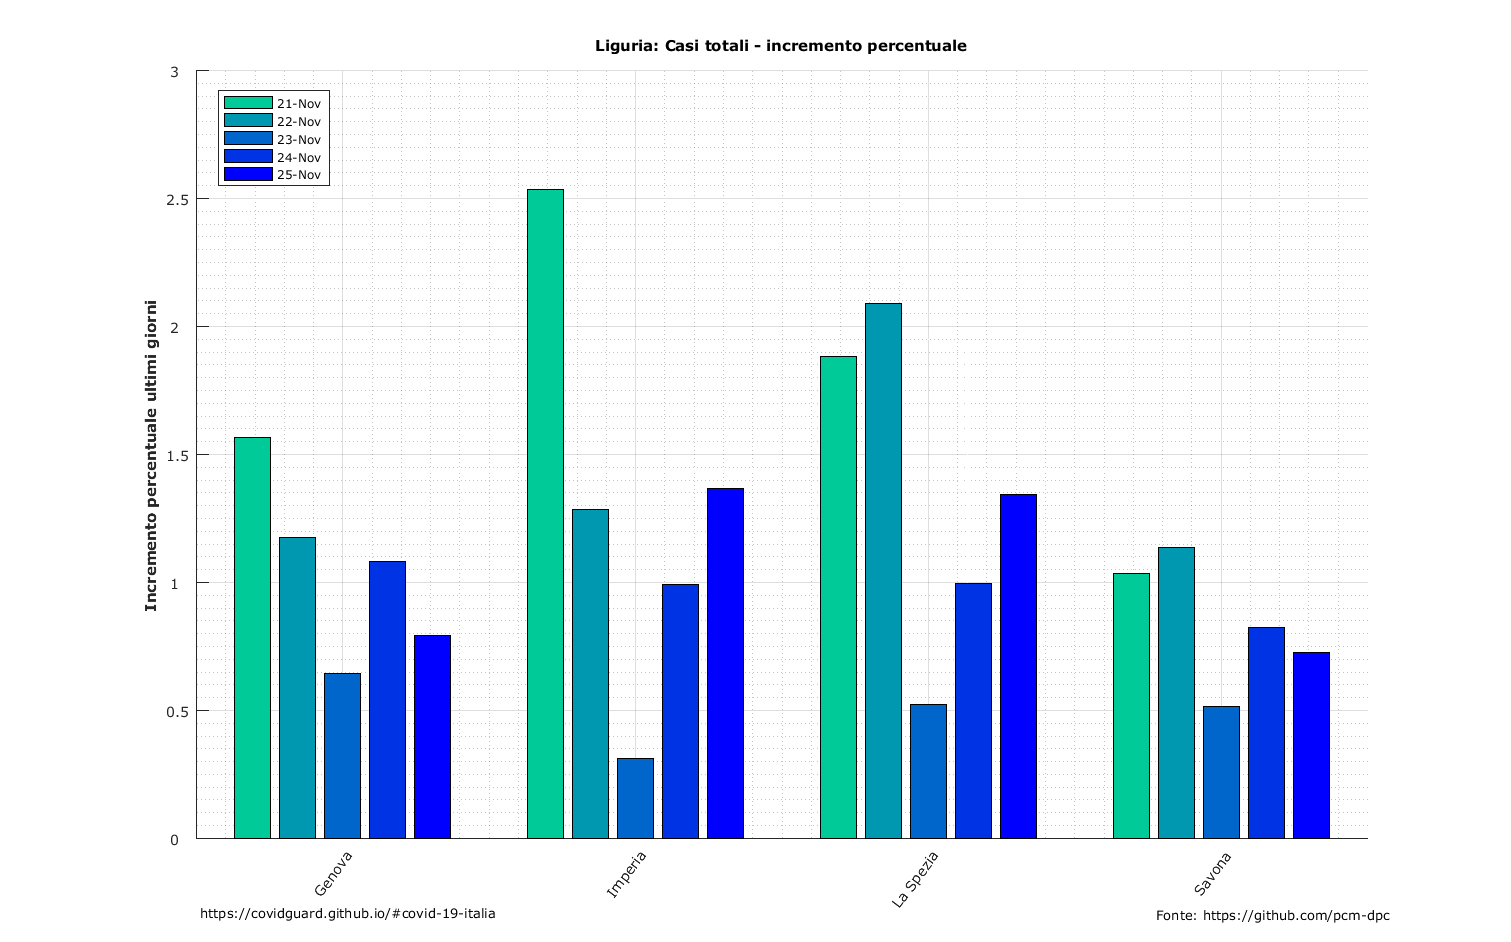 Liguria: Casi totali - incremento percentuale
21-Nov
22-Nov
23-Nov
24-Nov
25-Nov
Incremento percentuale ultimi giorni
3
2.5
2
1.5
1
0.5
0
Genova
Imperia
La Spezia
Savona
https://covidguard.github.io/#covid-19-italia
Fonte: https://github.com/pcm-dpc